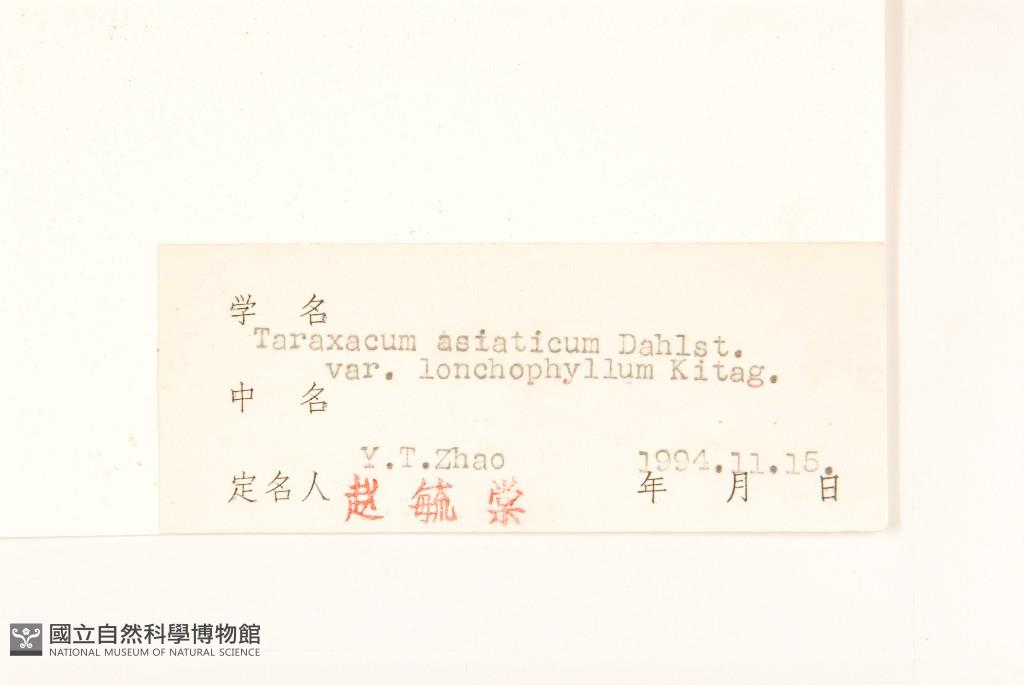 学 名
Taraxacum asiaticum Dahlst.
var. lonchophyllum Kitag.
中 名
Y.T.Zhao 1994.11.15.
定名人 赵毓棠 年 月 日
國立自然科學博物館
NATIONAL MUSEUM OF NATURAL SCIENCE